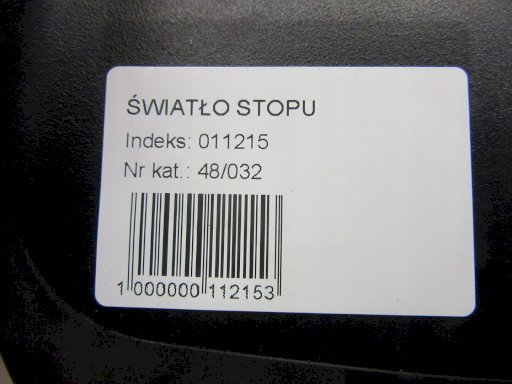 ŚWIATŁO STOPU
Indeks: 011215
Nr kat.: 48/032
1 000000 112153